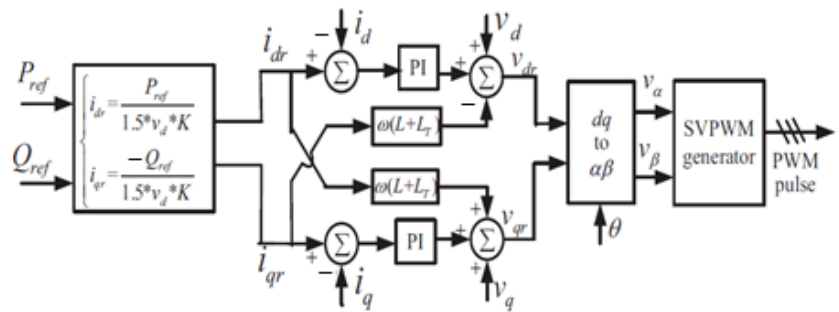 P_ref
Q_ref
i_dr = P_ref / 1.5*v_d*K
i_qr = -Q_ref / 1.5*v_d*K
i_dr
i_qr
− i_d
+ Σ
PI
+ Σ
+ v_d
−
v_dr
ω(L+L_T)
ω(L+L_T)
+ Σ
− i_q
PI
+ Σ
+
+ v_q
v_qr
dq
to
αβ
θ
v_α
v_β
SVPWM
generator
PWM
pulse